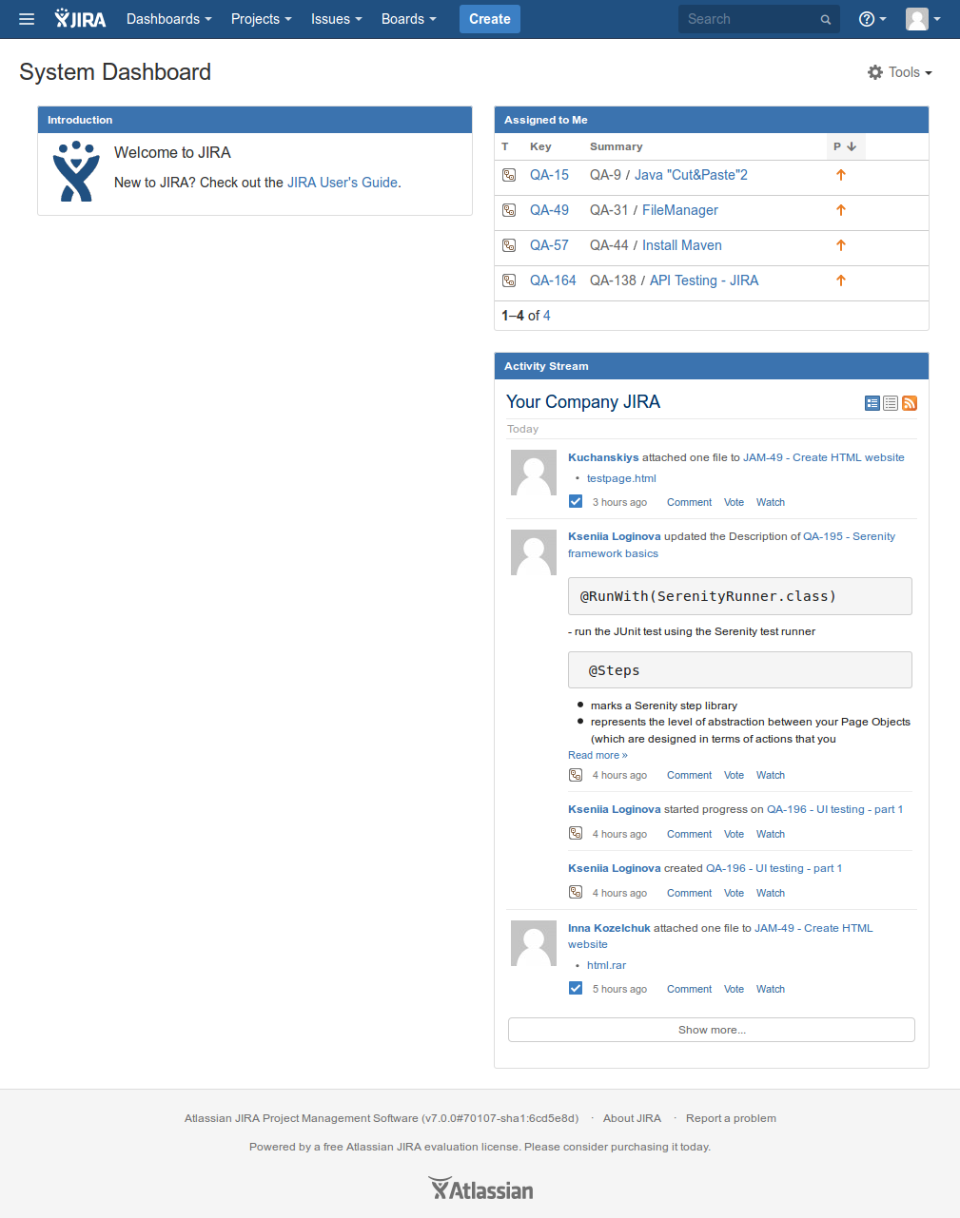 JIRA Dashboards Projects Issues Boards Create Search
System Dashboard
Tools
Introduction
Welcome to JIRA
New to JIRA? Check out the JIRA User's Guide.
Assigned to Me
T Key Summary P
QA-15 QA-9 / Java "Cut&Paste"2
QA-49 QA-31 / FileManager
QA-57 QA-44 / Install Maven
QA-164 QA-138 / API Testing - JIRA
1–4 of 4
Activity Stream
Your Company JIRA
Today
Kuchanskiys attached one file to JAM-49 - Create HTML website
• testpage.html
3 hours ago Comment Vote Watch
Kseniia Loginova updated the Description of QA-195 - Serenity
framework basics
@RunWith(SerenityRunner.class)
- run the JUnit test using the Serenity test runner
@Steps
• marks a Serenity step library
• represents the level of abstraction between your Page Objects
(which are designed in terms of actions that you
Read more »
4 hours ago Comment Vote Watch
Kseniia Loginova started progress on QA-196 - UI testing - part 1
4 hours ago Comment Vote Watch
Kseniia Loginova created QA-196 - UI testing - part 1
4 hours ago Comment Vote Watch
Inna Kozelchuk attached one file to JAM-49 - Create HTML
website
• html.rar
5 hours ago Comment Vote Watch
Show more...
Atlassian JIRA Project Management Software (v7.0.0#70107-sha1:6cd5e8d) · About JIRA · Report a problem
Powered by a free Atlassian JIRA evaluation license. Please consider purchasing it today.
Atlassian